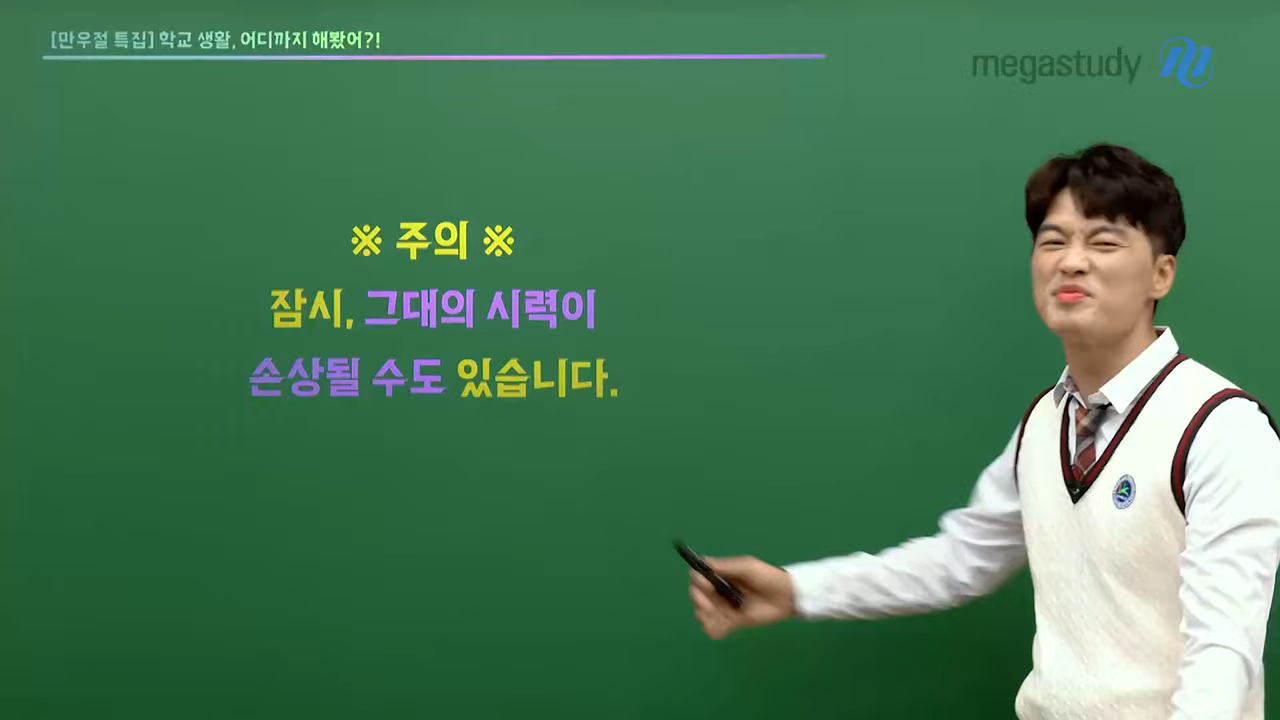 [만우절 특집] 학교 생활, 어디까지 해봤어?!
megastudy
※ 주의 ※
잠시, 그대의 시력이
손상될 수도 있습니다.